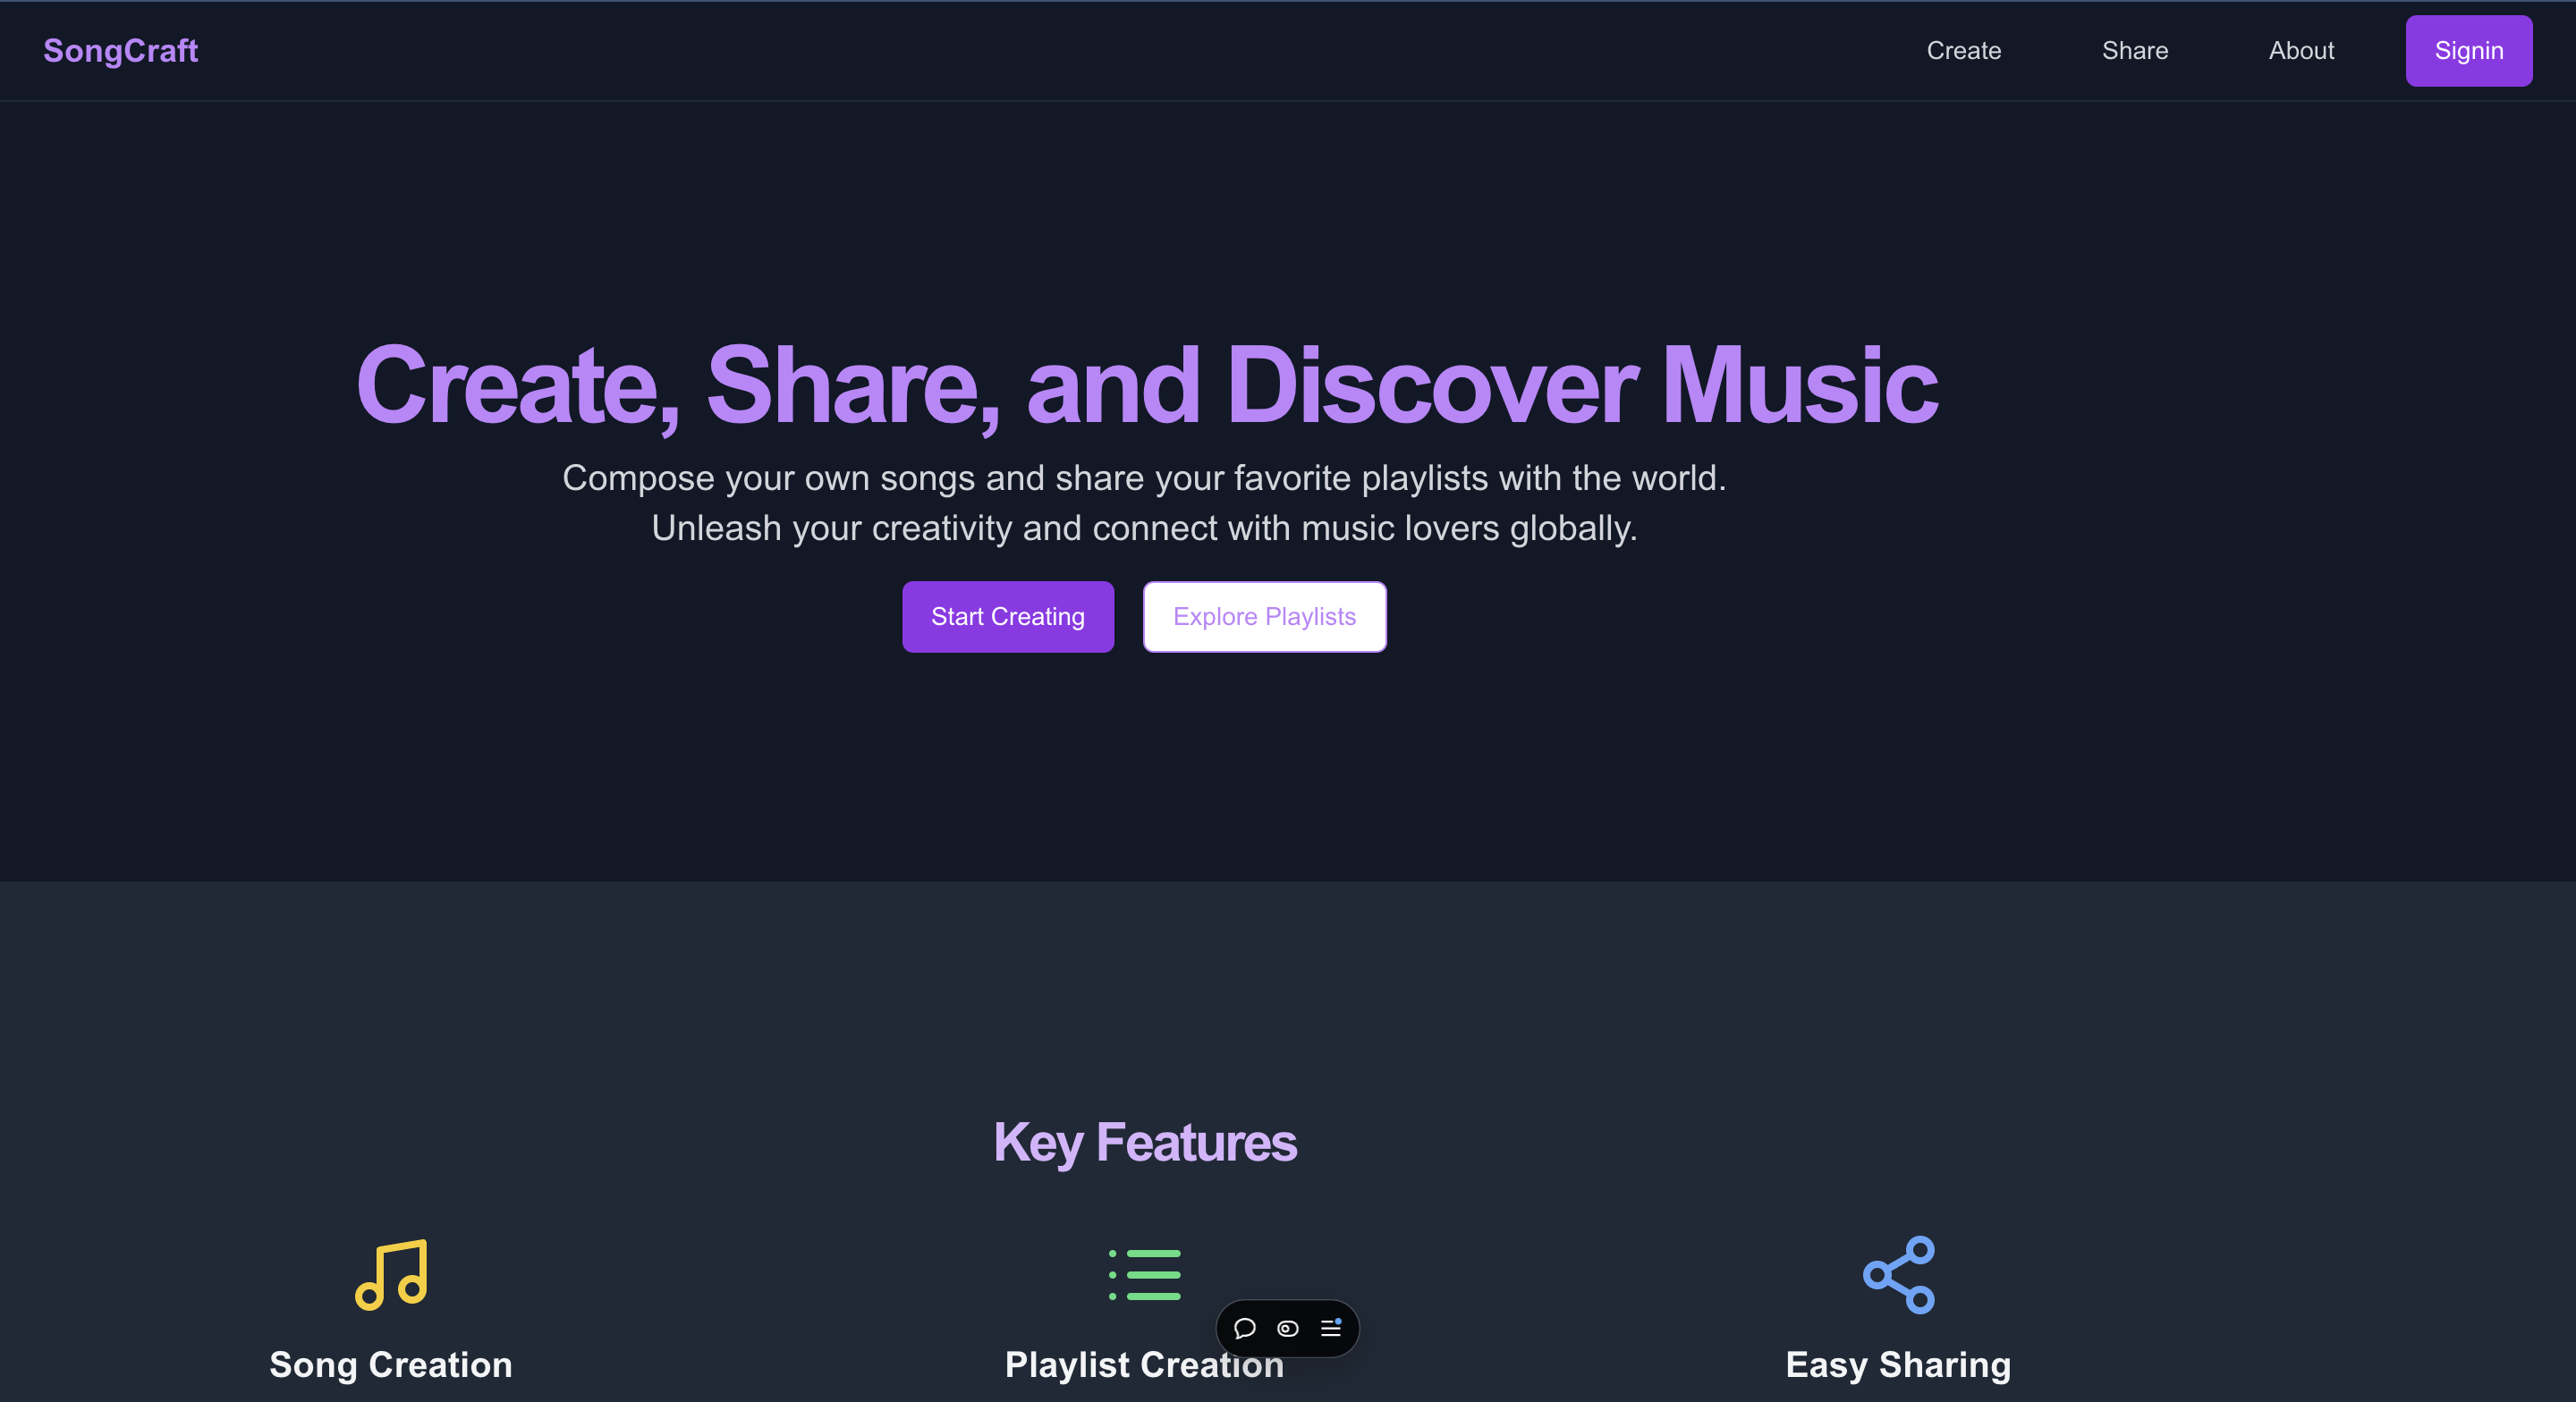 SongCraft
Create
Share
About
Signin
Create, Share, and Discover Music
Compose your own songs and share your favorite playlists with the world.
Unleash your creativity and connect with music lovers globally.
Start Creating
Explore Playlists
Key Features
Song Creation
Playlist Creation
Easy Sharing